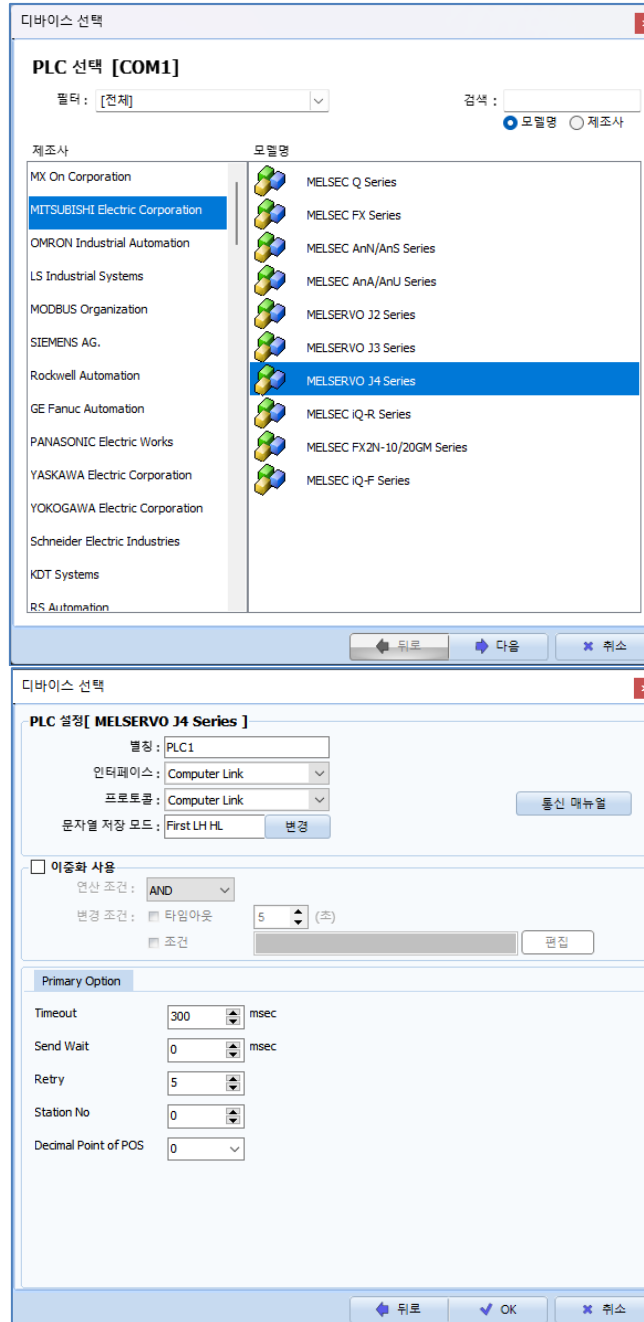 디바이스 선택
PLC 선택 [COM1]
필터 : [전체] 검색 :
모델명 제조사
제조사 모델명
MX On Corporation
MITSUBISHI Electric Corporation
OMRON Industrial Automation
LS Industrial Systems
MODBUS Organization
SIEMENS AG.
Rockwell Automation
GE Fanuc Automation
PANASONIC Electric Works
YASKAWA Electric Corporation
YOKOGAWA Electric Corporation
Schneider Electric Industries
KDT Systems
RS Automation
MELSEC Q Series
MELSEC FX Series
MELSEC AnN/AnS Series
MELSEC AnA/AnU Series
MELSERVO J2 Series
MELSERVO J3 Series
MELSERVO J4 Series
MELSEC iQ-R Series
MELSEC FX2N-10/20GM Series
MELSEC iQ-F Series
뒤로 다음 취소
디바이스 선택
PLC 설정[ MELSERVO J4 Series ]
별칭 : PLC1
인터페이스 : Computer Link
프로토콜 : Computer Link 통신 매뉴얼
문자열 저장 모드 : First LH HL 변경
이중화 사용
연산 조건 : AND
변경 조건 : 타임아웃 5 (초)
조건 편집
Primary Option
Timeout 300 msec
Send Wait 0 msec
Retry 5
Station No 0
Decimal Point of POS 0
뒤로 OK 취소